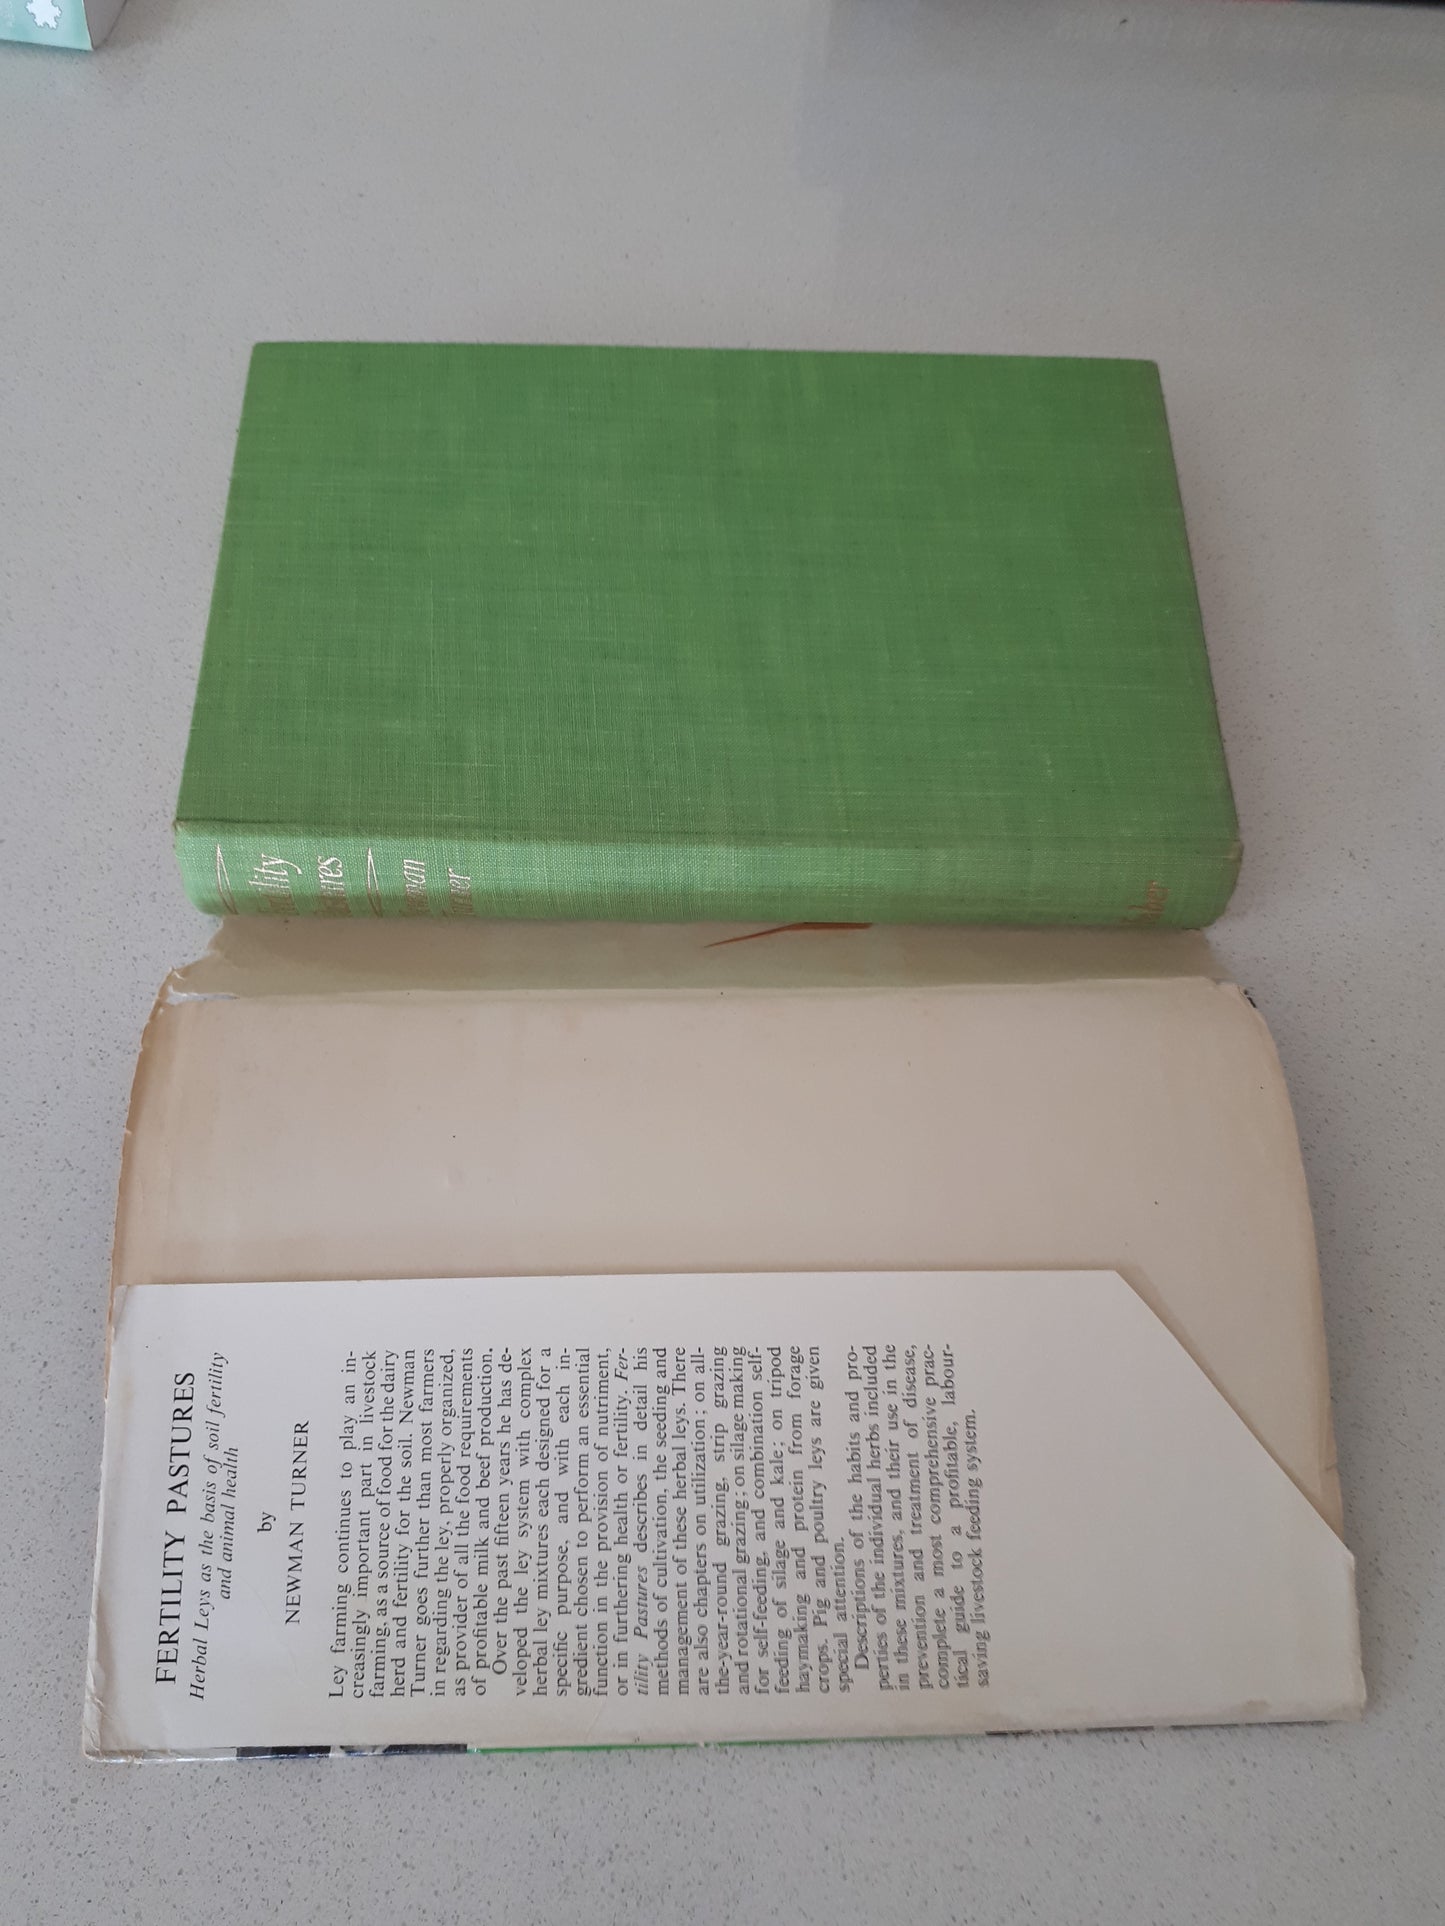 FERTILITY PASTURES
Herbal Leys as the basis of soil fertility
and animal health
by
NEWMAN TURNER
Ley farming continues to play an in-
creasingly important part in livestock
farming, as a source of food for the dairy
herd and fertility for the soil. Newman
Turner goes further than most farmers
in regarding the ley, properly organized,
as provider of all the food requirements
of profitable milk and beef production.
Over the past fifteen years he has de-
veloped the ley system with complex
herbal ley mixtures each designed for a
specific purpose, and with each in-
gredient chosen to perform an essential
function in the provision of nutriment,
or in furthering health or fertility. Fer-
tility Pastures describes in detail his
methods of cultivation, the seeding and
management of these herbal leys. There
are also chapters on utilization; on all-
the-year-round grazing, strip grazing
and rotational grazing; on silage making
for self-feeding, and combination self-
feeding of silage and kale; on tripod
haymaking and protein from forage
crops. Pig and poultry leys are given
special attention.
Descriptions of the habits and pro-
perties of the individual herbs included
in these mixtures, and their use in the
prevention and treatment of disease,
complete a most comprehensive prac-
tical guide to a profitable, labour-
saving livestock feeding system.
Fertility
Pastures
Newman
Turner
Faber